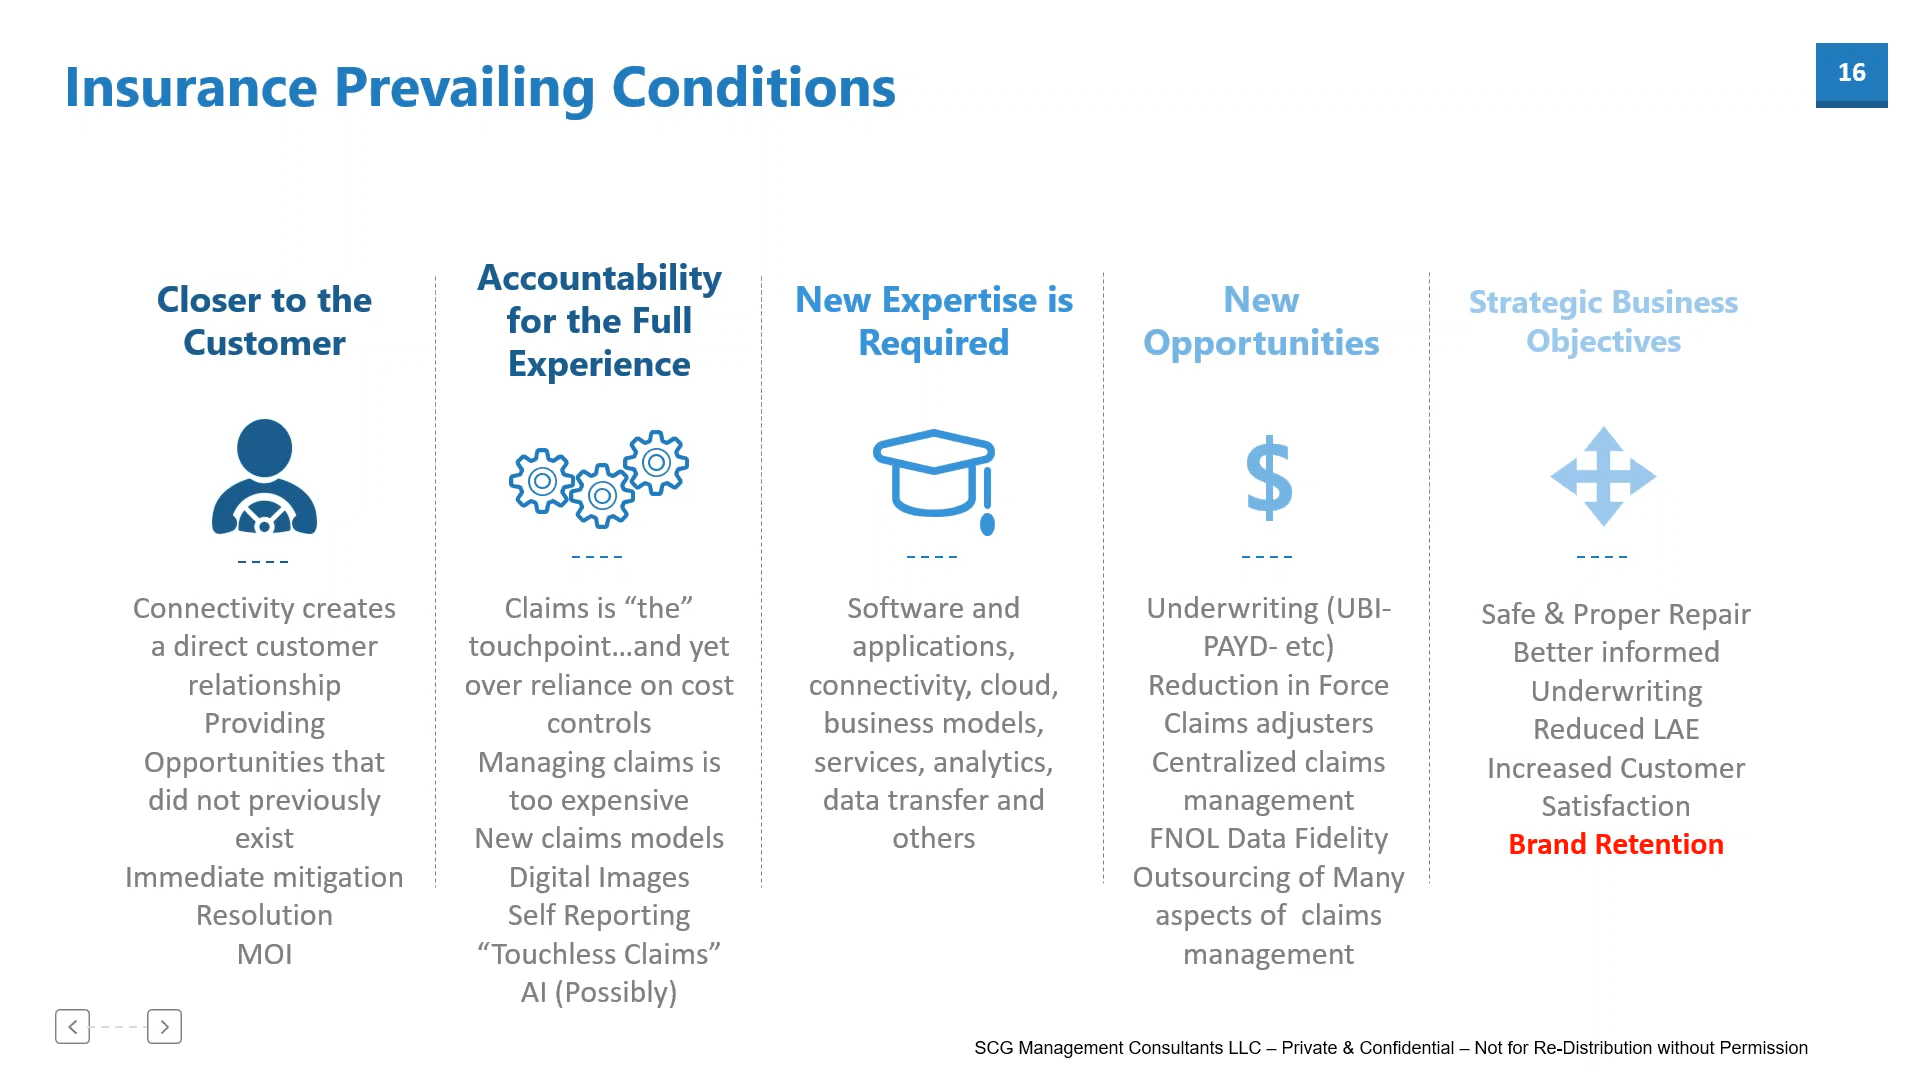 Insurance Prevailing Conditions
16
Closer to the
Customer
Connectivity creates
a direct customer
relationship
Providing
Opportunities that
did not previously
exist
Immediate mitigation
Resolution
MOI
Accountability
for the Full
Experience
Claims is “the”
touchpoint…and yet
over reliance on cost
controls
Managing claims is
too expensive
New claims models
Digital Images
Self Reporting
“Touchless Claims”
AI (Possibly)
New Expertise is
Required
Software and
applications,
connectivity, cloud,
business models,
services, analytics,
data transfer and
others
New
Opportunities
$
Underwriting (UBI-
PAYD- etc)
Reduction in Force
Claims adjusters
Centralized claims
management
FNOL Data Fidelity
Outsourcing of Many
aspects of  claims
management
Strategic Business
Objectives
Safe & Proper Repair
Better informed
Underwriting
Reduced LAE
Increased Customer
Satisfaction
Brand Retention
SCG Management Consultants LLC – Private & Confidential – Not for Re-Distribution without Permission